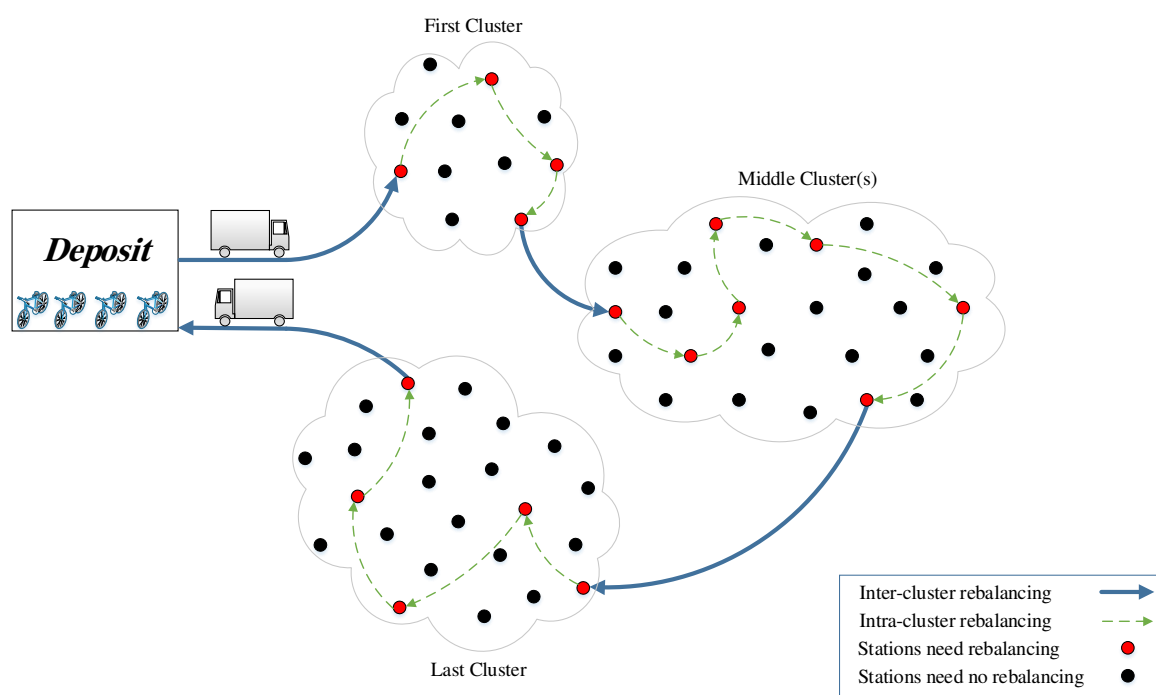 First Cluster
Middle Cluster(s)
Deposit
Last Cluster
Inter-cluster rebalancing
Intra-cluster rebalancing
Stations need rebalancing
Stations need no rebalancing